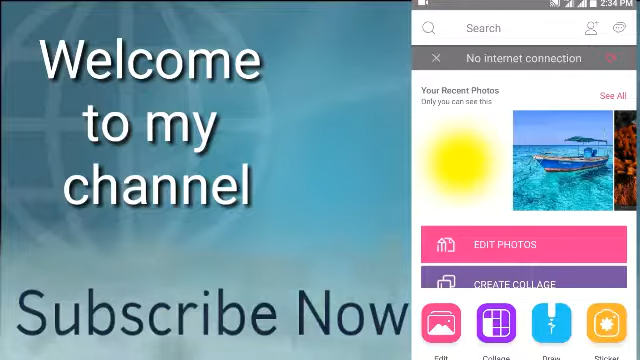 Welcome
to my
channel
Subscribe Now
2:34 PM
Search
No internet connection
Your Recent Photos
Only you can see this
See All
EDIT PHOTOS
CREATE COLLAGE
Edit
Collage
Draw
Sticker